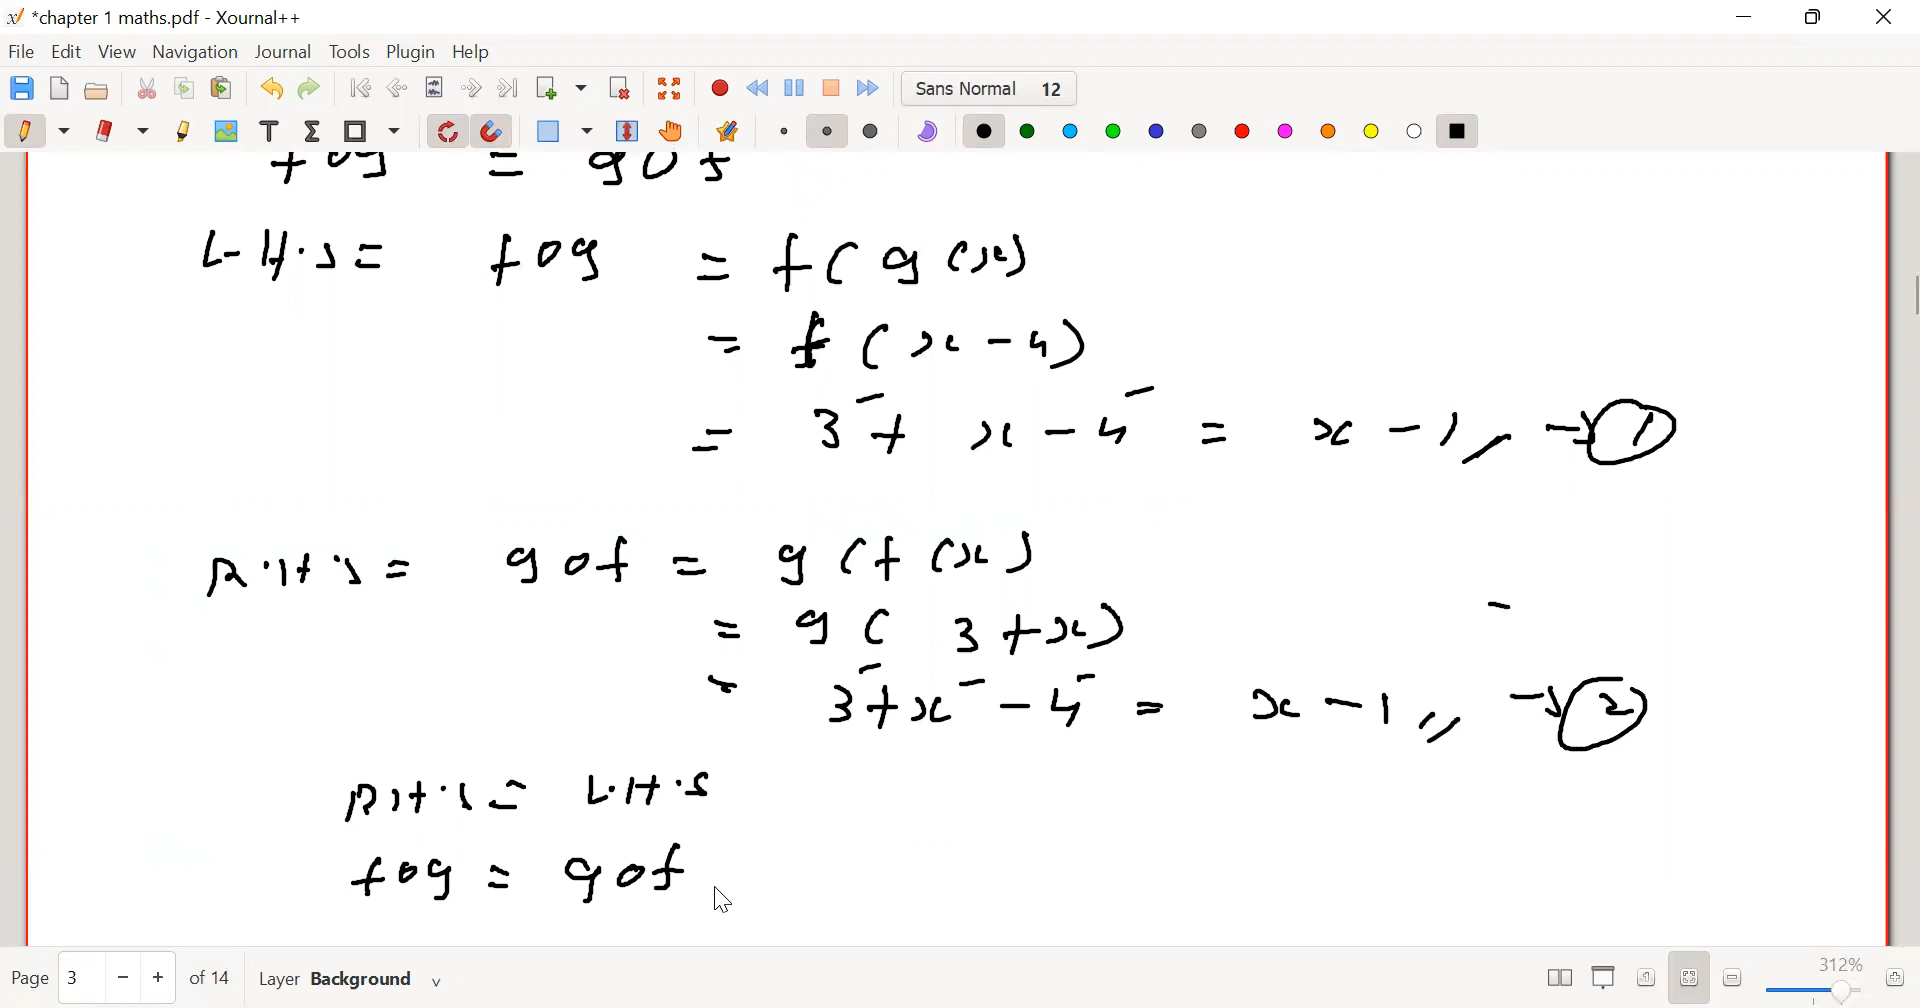 *chapter 1 maths.pdf - Xournal++
File Edit View Navigation Journal Tools Plugin Help
Sans Normal 12
fog = gof
L-H.S = fog = f(g(x)
= f(x-4)
= 3+x-4 = x-1,, → 1
R.H.S = gof = g(f(x)
= g(3+x)
= 3+x-4 = x-1,, → 2
R.H.S = L.H.S
fog = gof
Page 3 − + of 14 Layer Background 312%